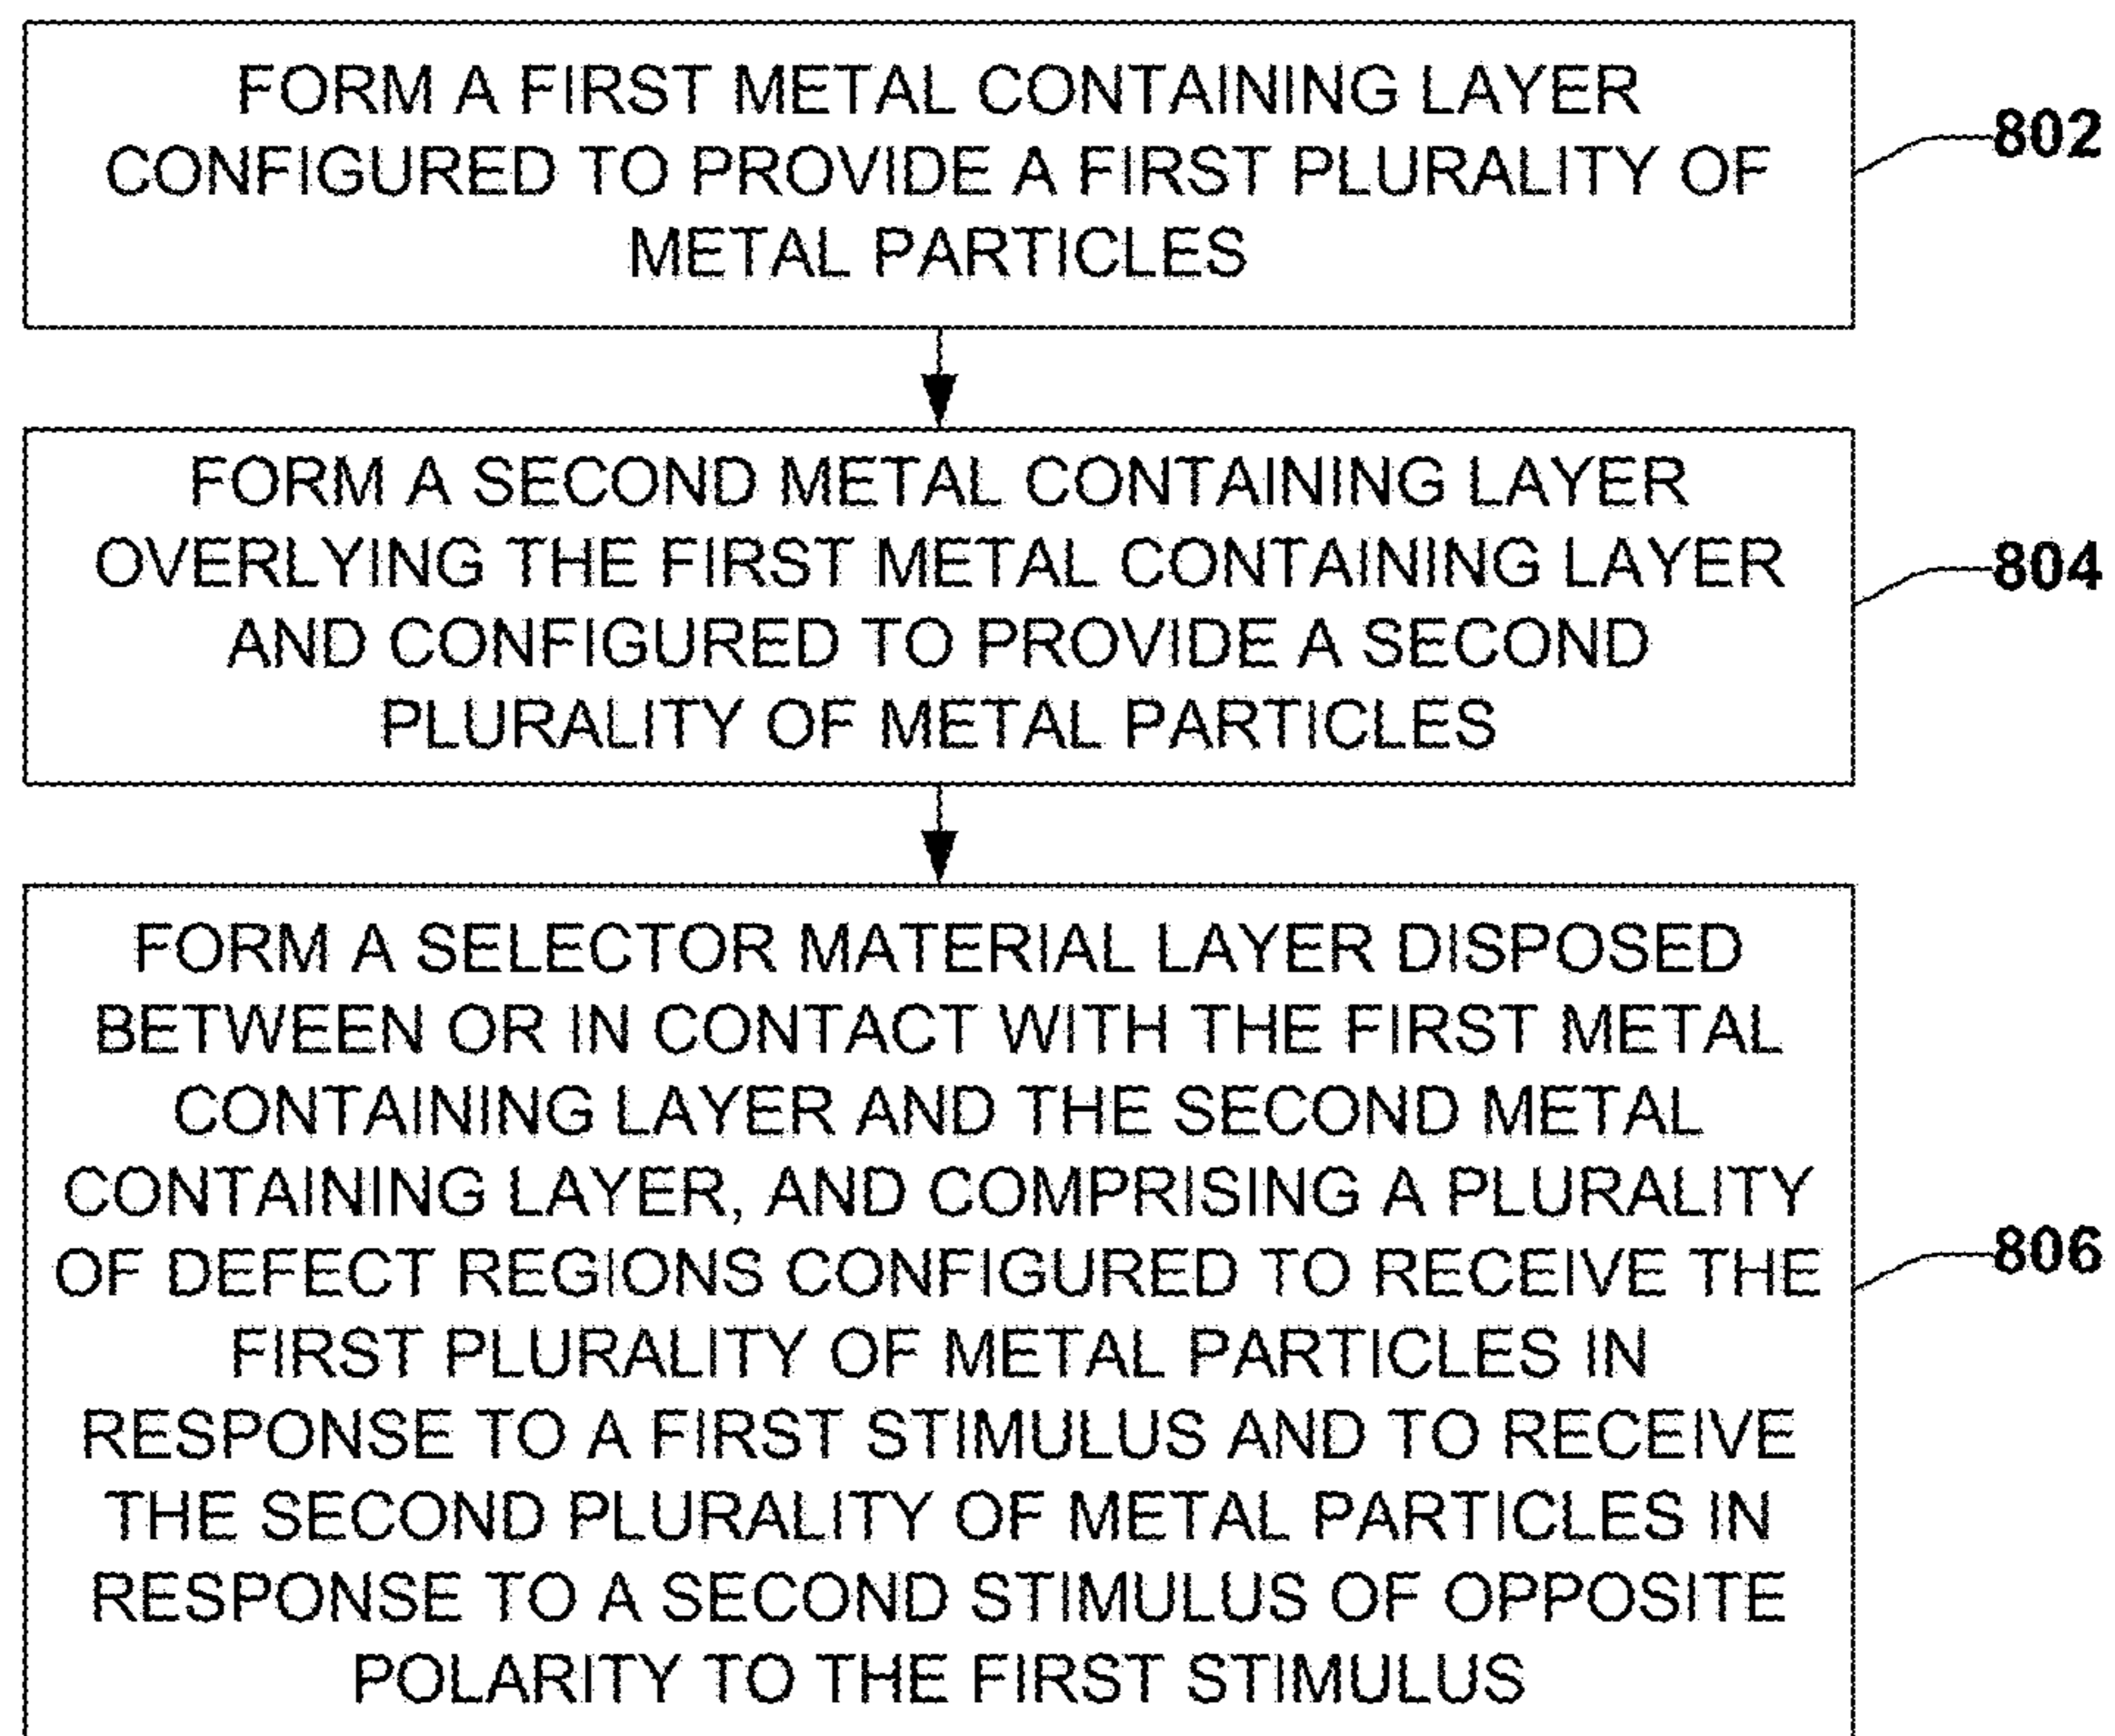 FORM A FIRST METAL CONTAINING LAYER
CONFIGURED TO PROVIDE A FIRST PLURALITY OF
METAL PARTICLES
802
FORM A SECOND METAL CONTAINING LAYER
OVERLYING THE FIRST METAL CONTAINING LAYER
AND CONFIGURED TO PROVIDE A SECOND
PLURALITY OF METAL PARTICLES
804
FORM A SELECTOR MATERIAL LAYER DISPOSED
BETWEEN OR IN CONTACT WITH THE FIRST METAL
CONTAINING LAYER AND THE SECOND METAL
CONTAINING LAYER, AND COMPRISING A PLURALITY
OF DEFECT REGIONS CONFIGURED TO RECEIVE THE
FIRST PLURALITY OF METAL PARTICLES IN
RESPONSE TO A FIRST STIMULUS AND TO RECEIVE
THE SECOND PLURALITY OF METAL PARTICLES IN
RESPONSE TO A SECOND STIMULUS OF OPPOSITE
POLARITY TO THE FIRST STIMULUS
806